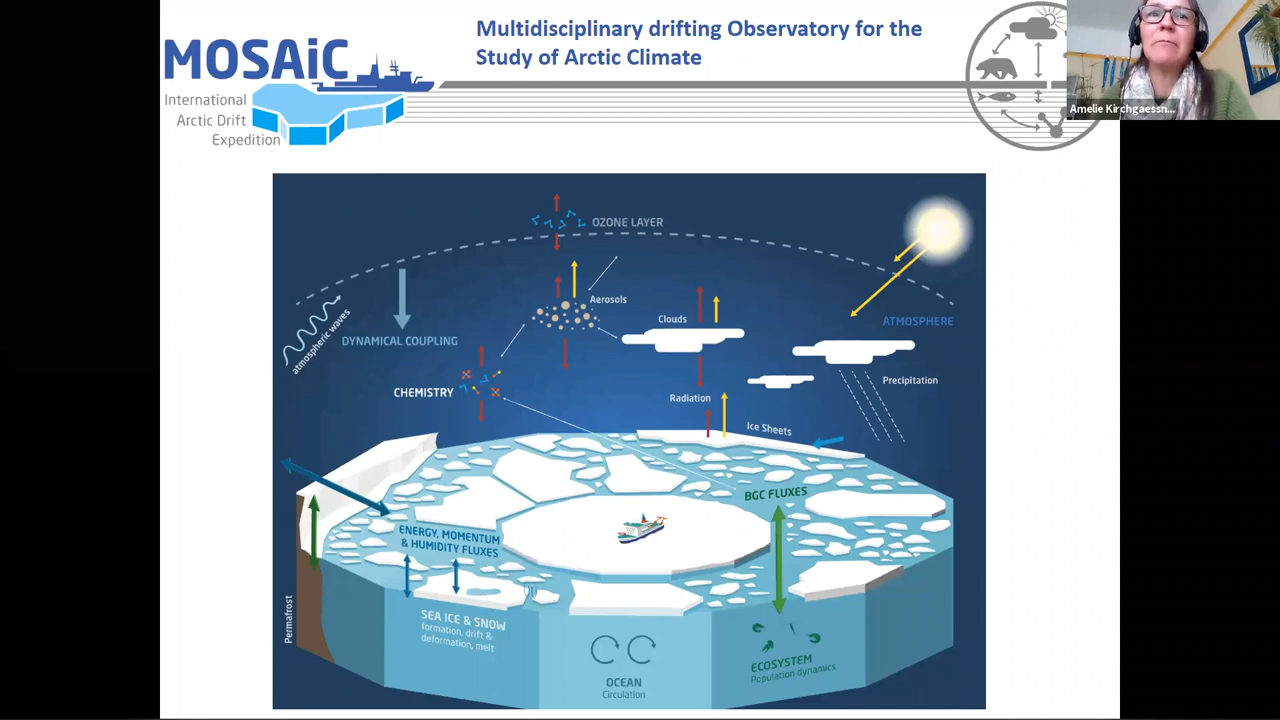 MOSAiC
International
Arctic Drift
Expedition
Multidisciplinary drifting Observatory for the
Study of Arctic Climate
Amelie Kirchgaessn...
OZONE LAYER
Aerosols
Clouds
ATMOSPHERE
atmospheric waves
DYNAMICAL COUPLING
CHEMISTRY
Precipitation
Radiation
Ice Sheets
BGC FLUXES
ENERGY, MOMENTUM
& HUMIDITY FLUXES
Permafrost
SEA ICE & SNOW
formation, drift &
deformation, melt
OCEAN
Circulation
ECOSYSTEM
Population dynamics